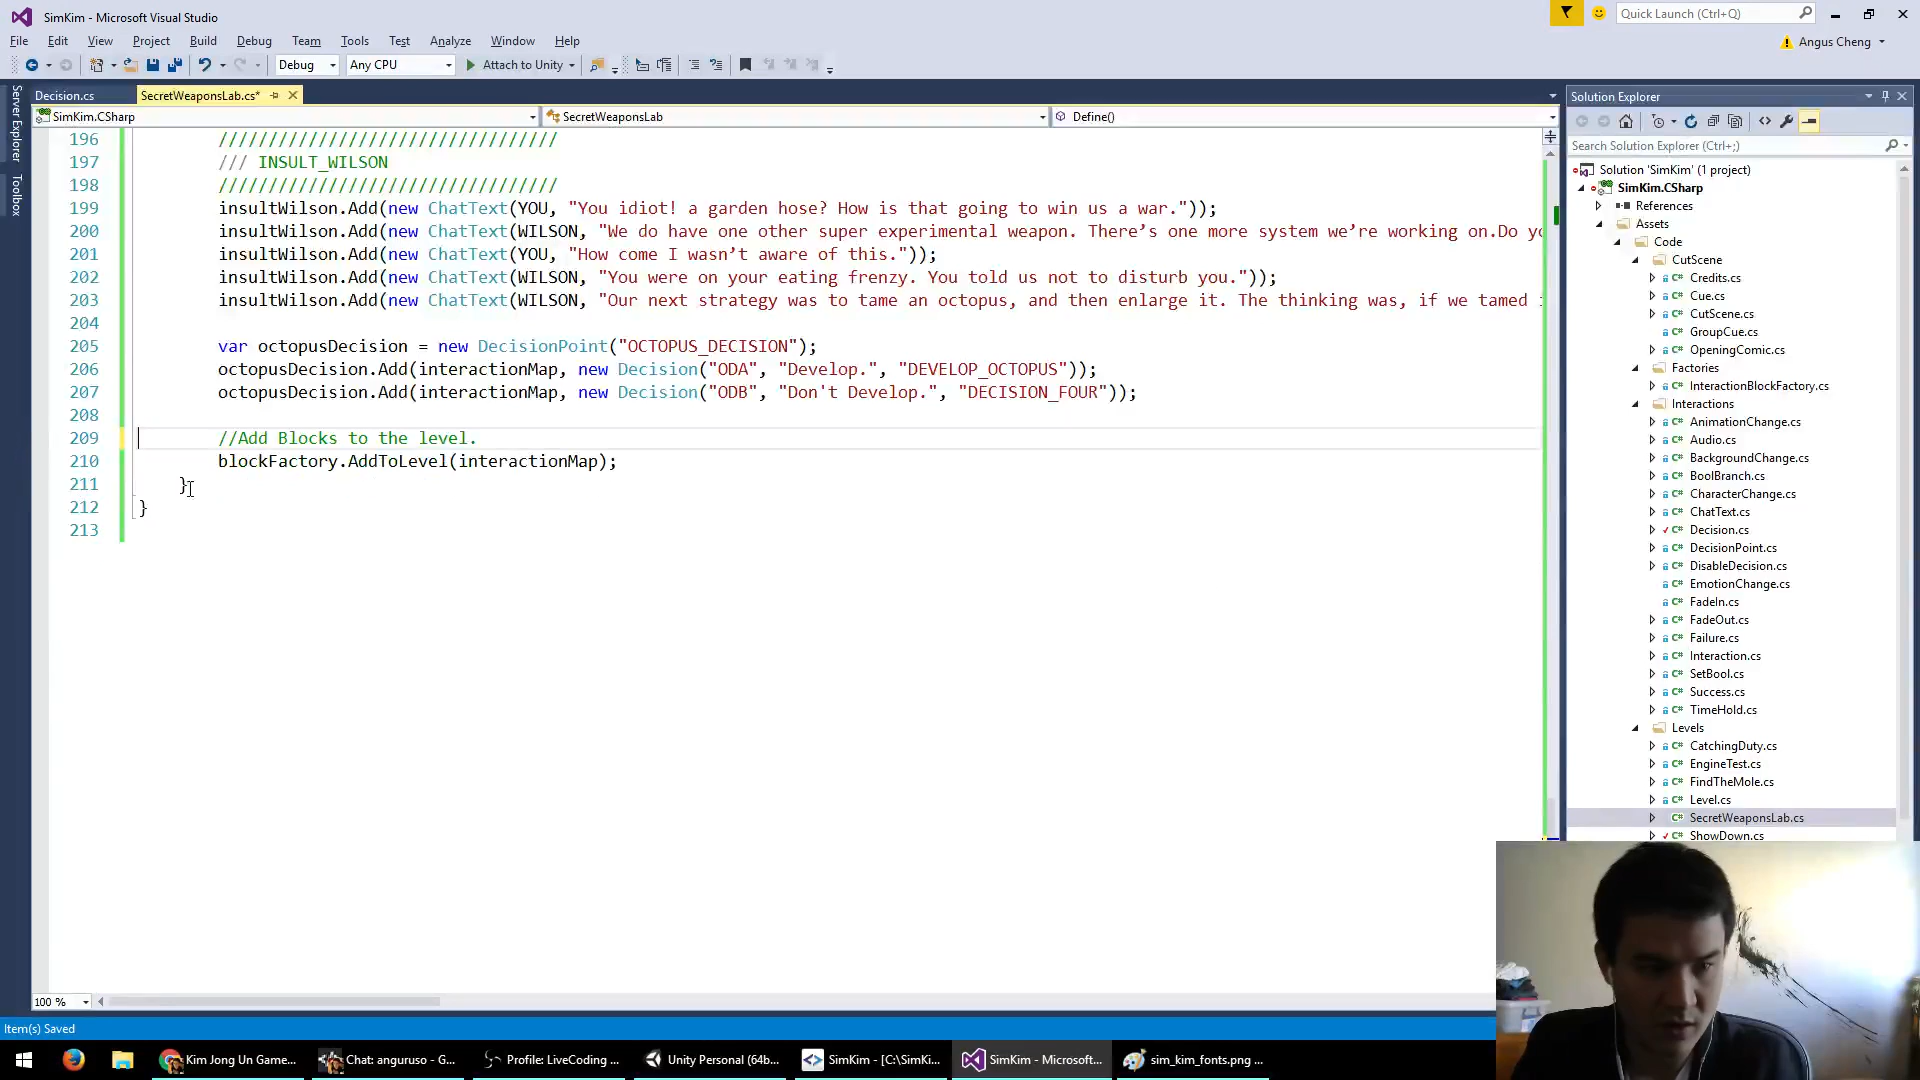 SimKim - Microsoft Visual Studio
Quick Launch (Ctrl+Q)
File Edit View Project Build Debug Team Tools Test Analyze Window Help
Angus Cheng
Debug Any CPU Attach to Unity
Server Explorer
Toolbox
Decision.cs SecretWeaponsLab.cs*
SimKim.CSharp SecretWeaponsLab Define()
196 //////////////////////////////////
197 /// INSULT_WILSON
198 //////////////////////////////////
199 insultWilson.Add(new ChatText(YOU, "You idiot! a garden hose? How is that going to win us a war."));
200 insultWilson.Add(new ChatText(WILSON, "We do have one other super experimental weapon. There’s one more system we’re working on.Do yo
201 insultWilson.Add(new ChatText(YOU, "How come I wasn’t aware of this."));
202 insultWilson.Add(new ChatText(WILSON, "You were on your eating frenzy. You told us not to disturb you."));
203 insultWilson.Add(new ChatText(WILSON, "Our next strategy was to tame an octopus, and then enlarge it. The thinking was, if we tamed i
204
205 var octopusDecision = new DecisionPoint("OCTOPUS_DECISION");
206 octopusDecision.Add(interactionMap, new Decision("ODA", "Develop.", "DEVELOP_OCTOPUS"));
207 octopusDecision.Add(interactionMap, new Decision("ODB", "Don't Develop.", "DECISION_FOUR"));
208
209 //Add Blocks to the level.
210 blockFactory.AddToLevel(interactionMap);
211 }
212 }
213
100 %
Item(s) Saved
Solution Explorer
Search Solution Explorer (Ctrl+;)
Solution 'SimKim' (1 project)
SimKim.CSharp
References
Assets
Code
CutScene
Credits.cs
Cue.cs
CutScene.cs
GroupCue.cs
OpeningComic.cs
Factories
InteractionBlockFactory.cs
Interactions
AnimationChange.cs
Audio.cs
BackgroundChange.cs
BoolBranch.cs
CharacterChange.cs
ChatText.cs
Decision.cs
DecisionPoint.cs
DisableDecision.cs
EmotionChange.cs
FadeIn.cs
FadeOut.cs
Failure.cs
Interaction.cs
SetBool.cs
Success.cs
TimeHold.cs
Levels
CatchingDuty.cs
EngineTest.cs
FindTheMole.cs
Level.cs
SecretWeaponsLab.cs
ShowDown.cs
Kim Jong Un Game...
Chat: anguruso - G...
Profile: LiveCoding ...
Unity Personal (64b...
SimKim - [C:\SimKi...
SimKim - Microsoft...
sim_kim_fonts.png ...